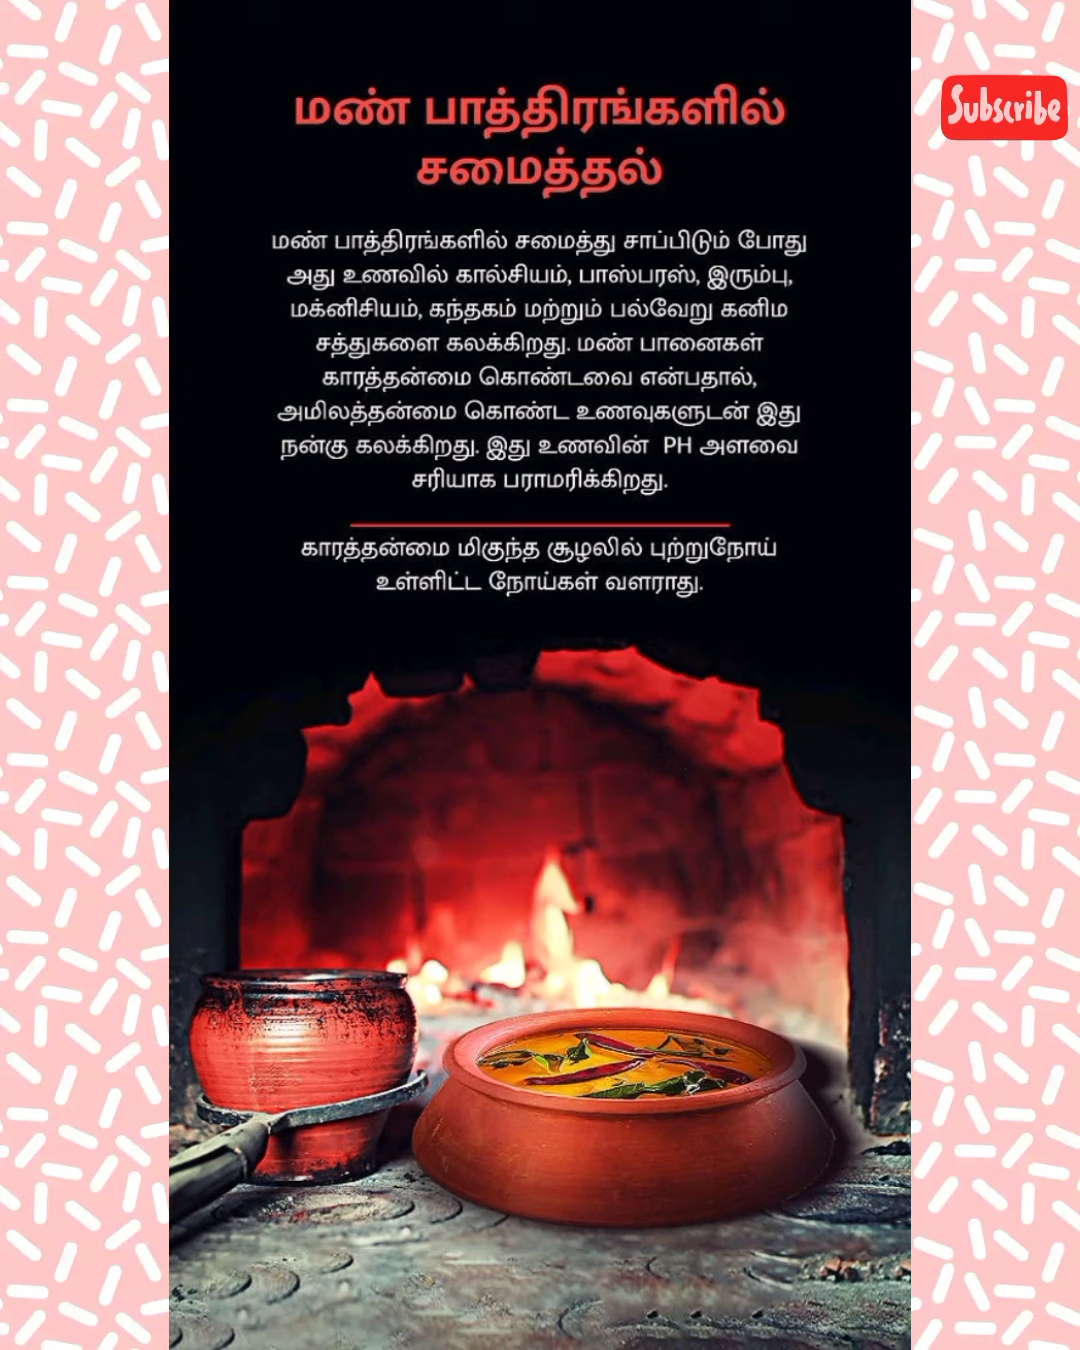 மண் பாத்திரங்களில்
சமைத்தல்
Subscribe
மண் பாத்திரங்களில் சமைத்து சாப்பிடும் போது
அது உணவில் கால்சியம், பாஸ்பரஸ், இரும்பு,
மக்னிசியம், கந்தகம் மற்றும் பல்வேறு கனிம
சத்துகளை கலக்கிறது. மண் பானைகள்
காரத்தன்மை கொண்டவை என்பதால்,
அமிலத்தன்மை கொண்ட உணவுகளுடன் இது
நன்கு கலக்கிறது. இது உணவின் PH அளவை
சரியாக பராமரிக்கிறது.
காரத்தன்மை மிகுந்த சூழலில் புற்றுநோய்
உள்ளிட்ட நோய்கள் வளராது.